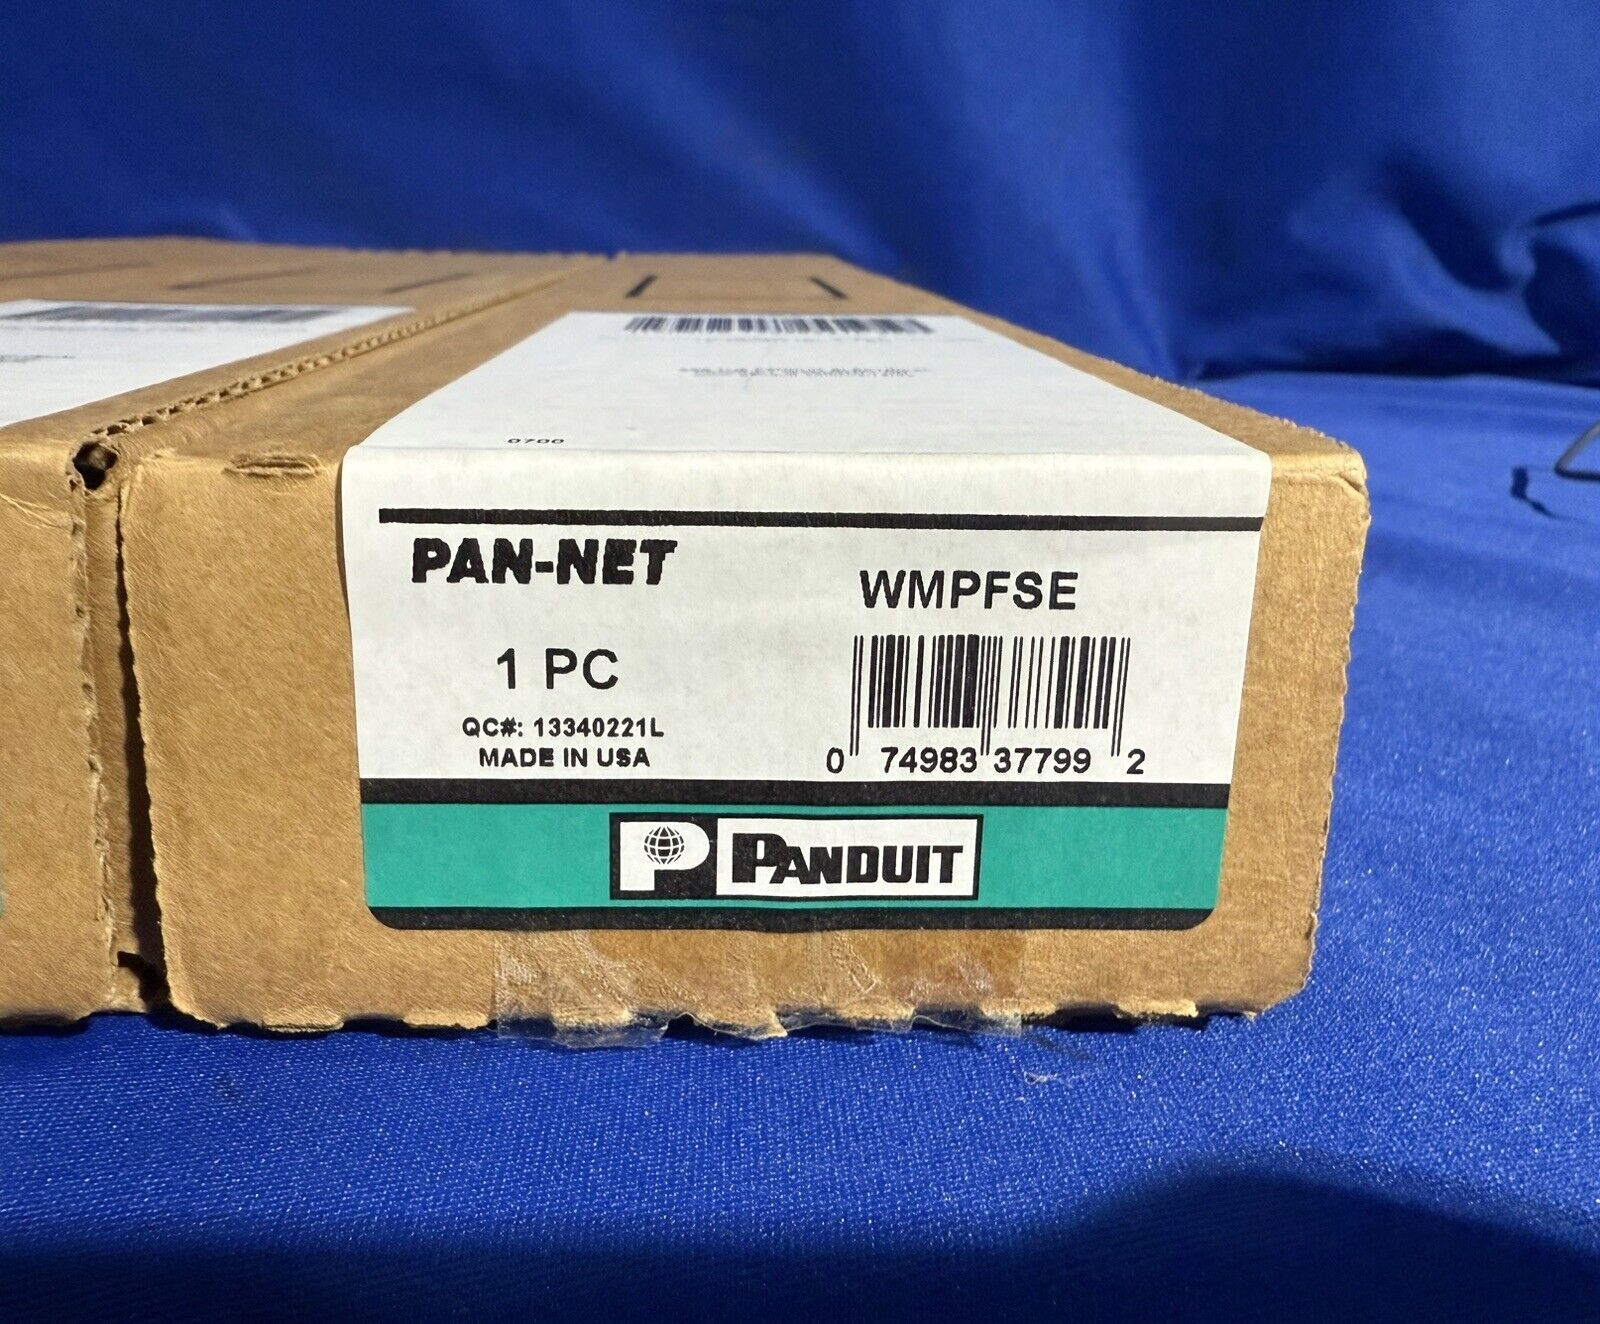 0700
PAN-NET
WMPFSE
1 PC
QC#: 13340221L
MADE IN USA
0 74983 37799 2
P PANDUIT